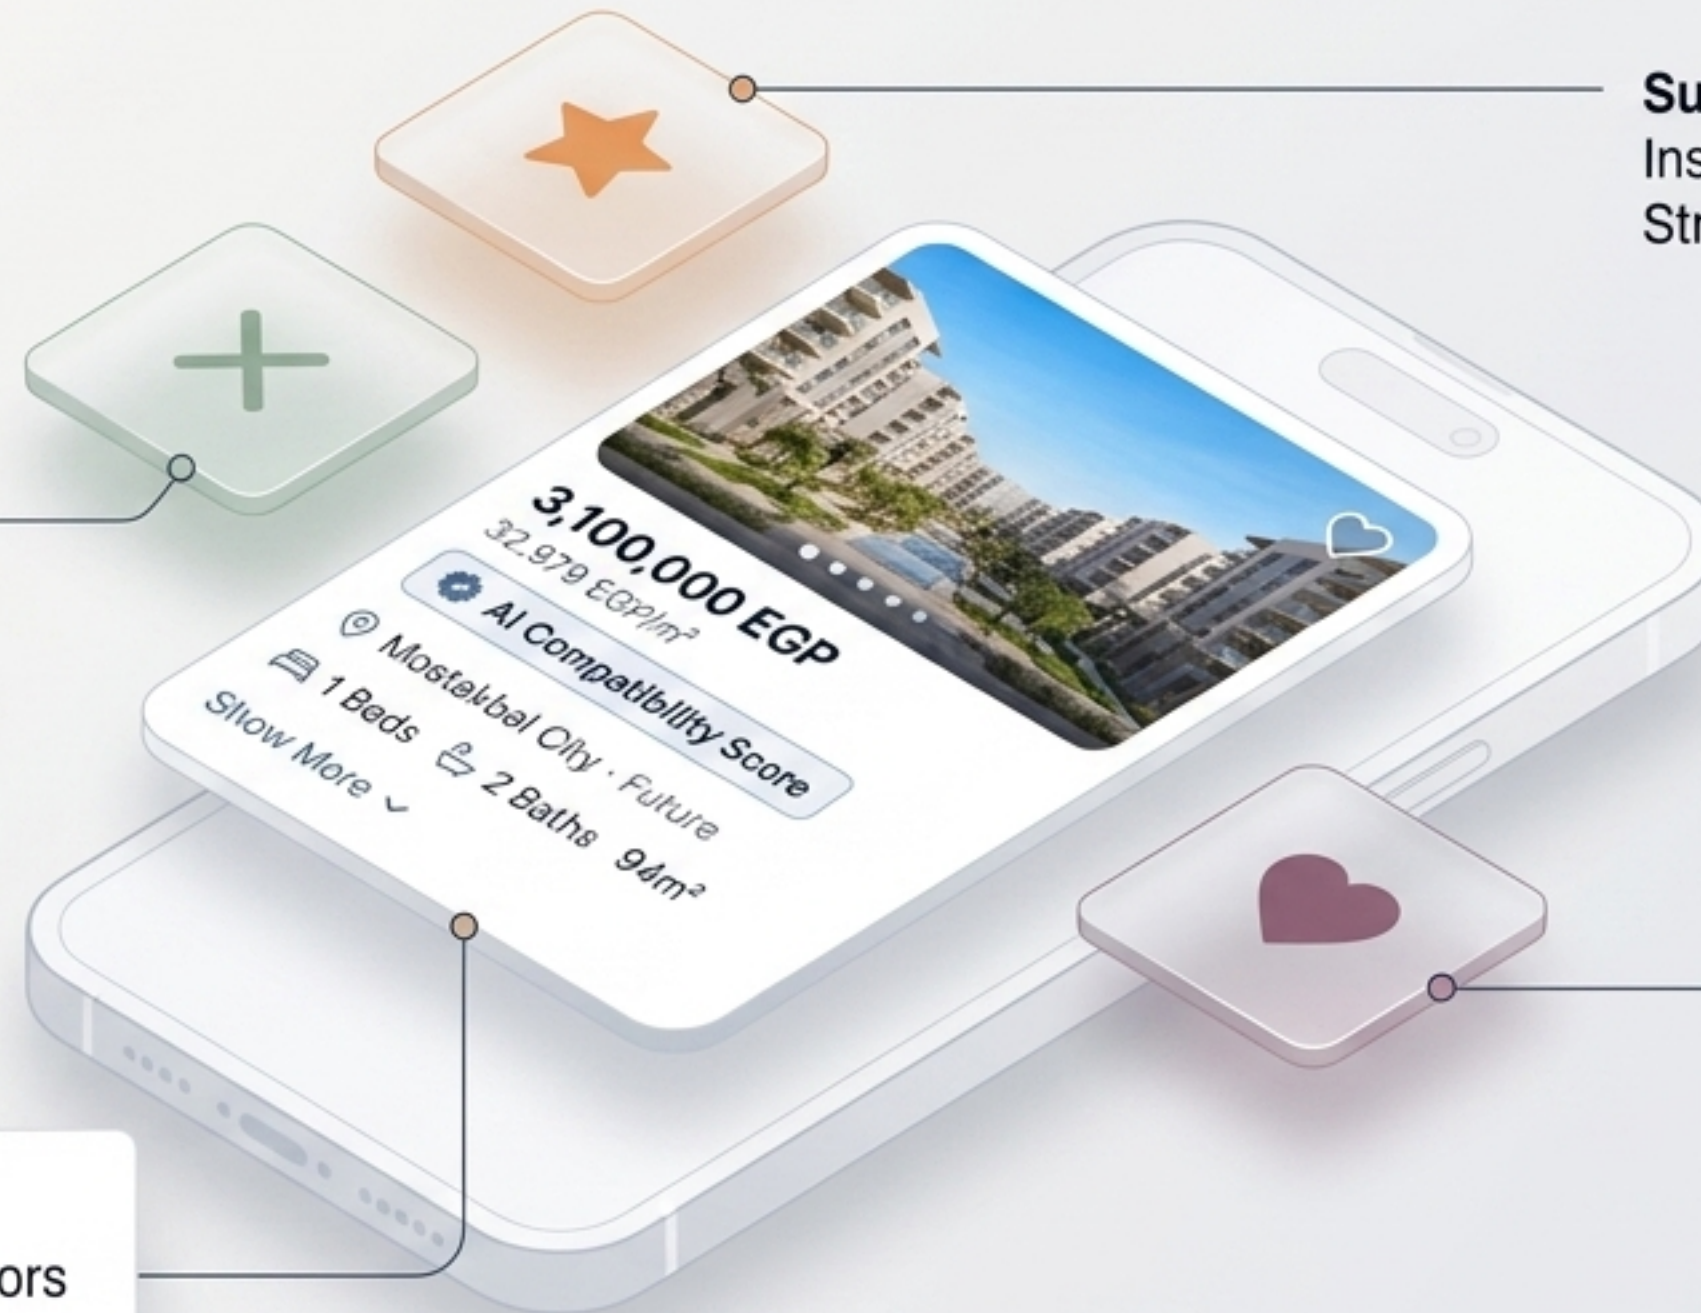 Su
Ins
Str
3,100,000 EGP
32.979 EGP/m²
AI Compatibility Score
Mostakbal City · Future
1 Beds 2 Baths 94m²
Show More
ors